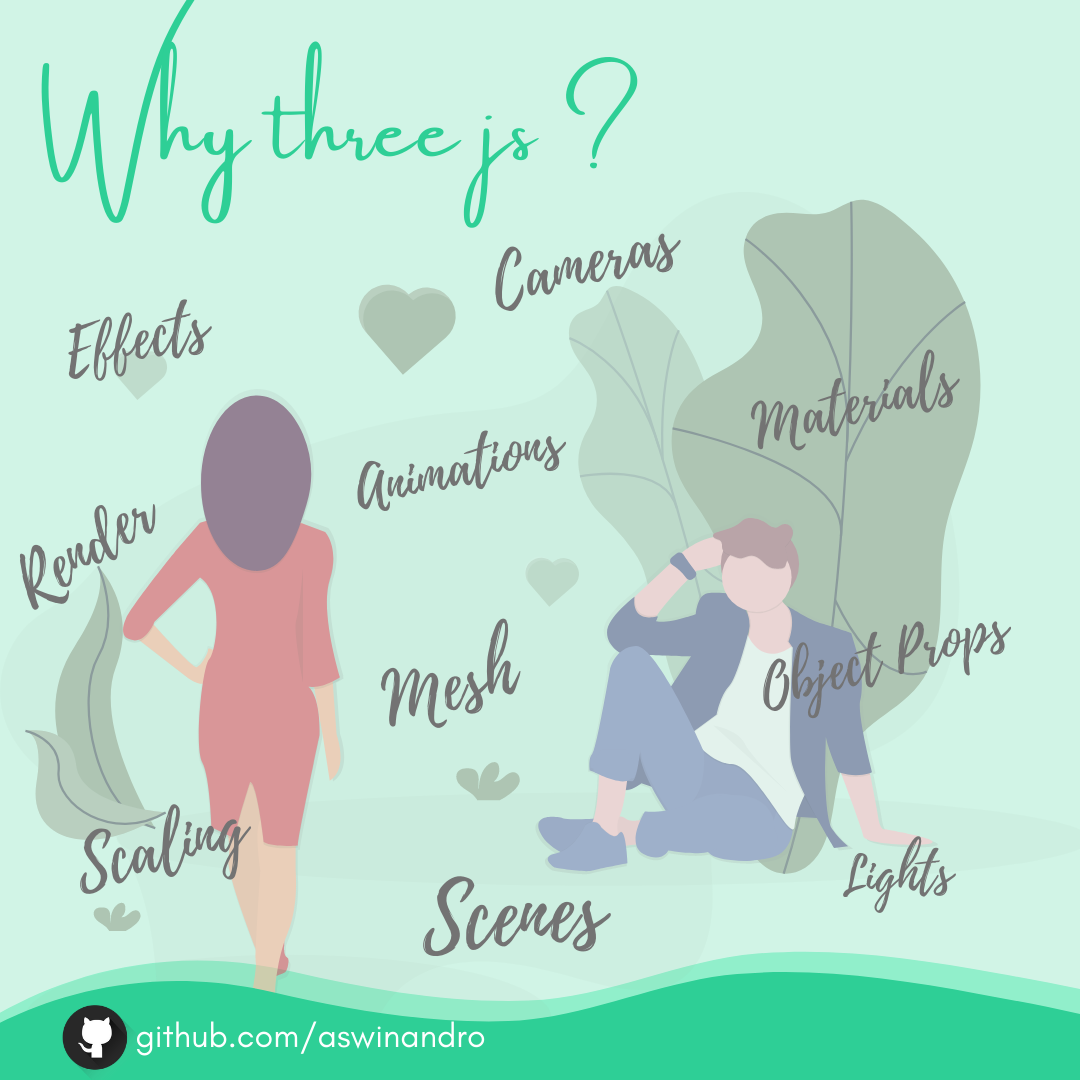 Why three js ?
Cameras
Effects
Materials
Animations
Render
Mesh
Object Props
Scaling
Lights
Scenes
github.com/aswinandro